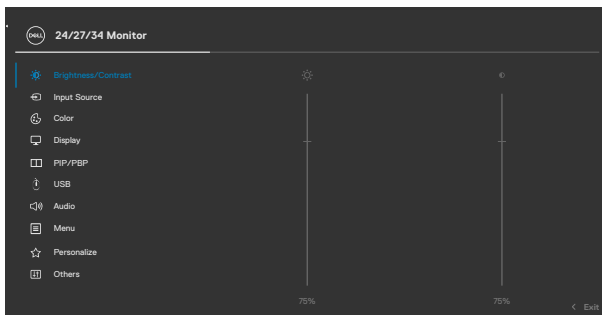 DELL 24/27/34 Monitor
Brightness/Contrast
Input Source
Color
Display
PIP/PBP
USB
Audio
Menu
Personalize
Others
75% 75%
< Exit